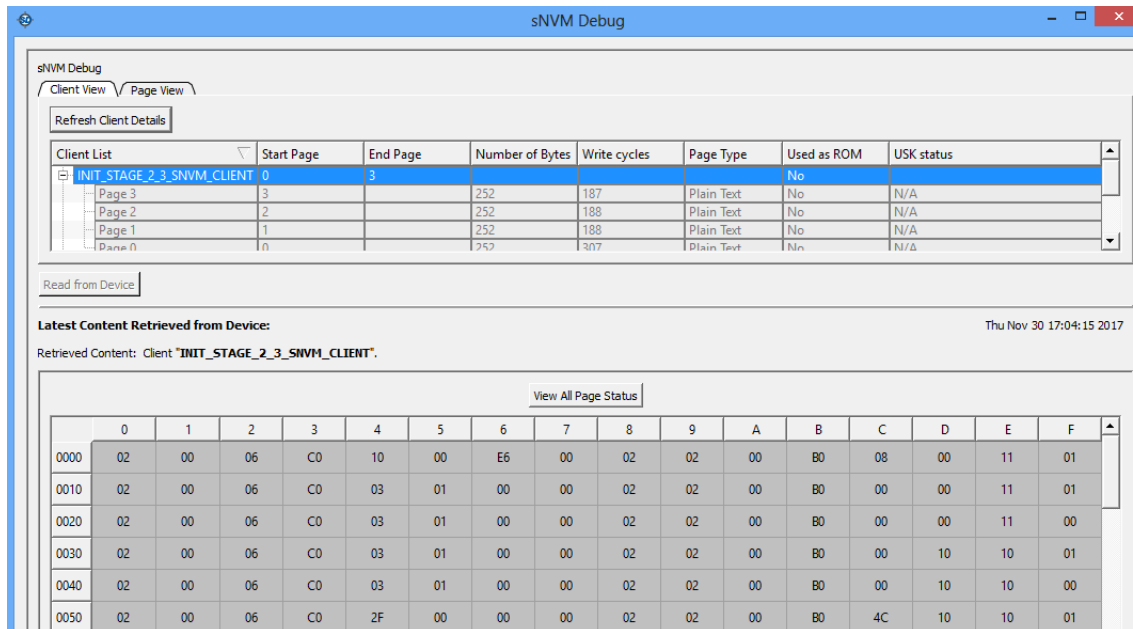 sNVM Debug
sNVM Debug
Client View Page View
Refresh Client Details
Client List Start Page End Page Number of Bytes Write cycles Page Type Used as ROM USK status
INIT_STAGE_2_3_SNVM_CLIENT 0 3 No
Page 3 3 252 187 Plain Text No N/A
Page 2 2 252 188 Plain Text No N/A
Page 1 1 252 188 Plain Text No N/A
Page 0 0 252 307 Plain Text No N/A
Read from Device
Latest Content Retrieved from Device: Thu Nov 30 17:04:15 2017
Retrieved Content: Client "INIT_STAGE_2_3_SNVM_CLIENT".
View All Page Status
0 1 2 3 4 5 6 7 8 9 A B C D E F
0000 02 00 06 C0 10 00 E6 00 02 02 00 B0 08 00 11 01
0010 02 00 06 C0 03 01 00 00 02 02 00 B0 00 00 11 01
0020 02 00 06 C0 03 01 00 00 02 02 00 B0 00 00 11 00
0030 02 00 06 C0 03 01 00 00 02 02 00 B0 00 10 10 01
0040 02 00 06 C0 03 01 00 00 02 02 00 B0 00 10 10 00
0050 02 00 06 C0 2F 00 00 00 02 02 00 B0 4C 10 10 01